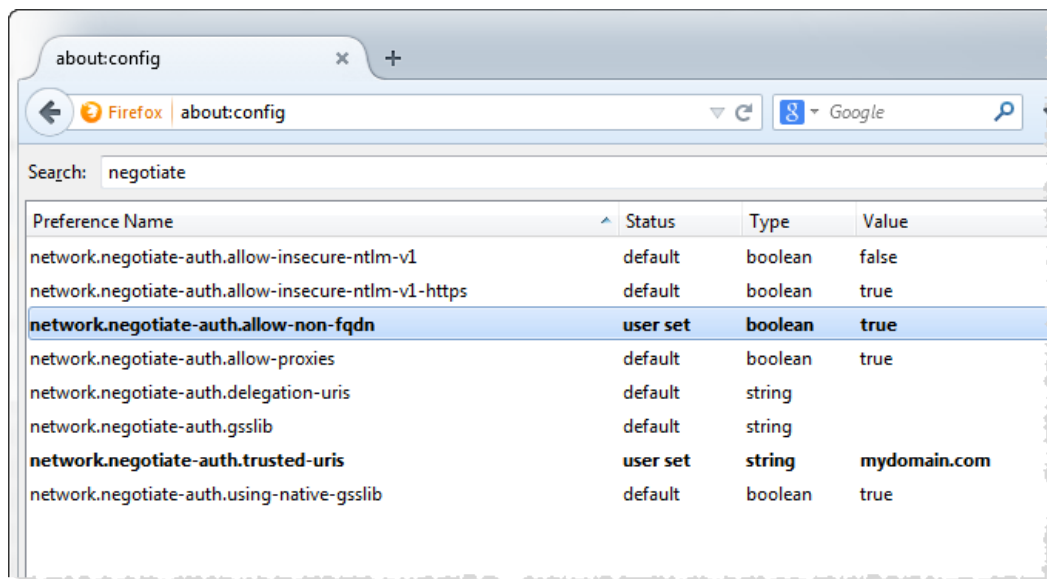 about:config
Firefox about:config Google
Search: negotiate
Preference Name Status Type Value
network.negotiate-auth.allow-insecure-ntlm-v1 default boolean false
network.negotiate-auth.allow-insecure-ntlm-v1-https default boolean true
network.negotiate-auth.allow-non-fqdn user set boolean true
network.negotiate-auth.allow-proxies default boolean true
network.negotiate-auth.delegation-uris default string
network.negotiate-auth.gsslib default string
network.negotiate-auth.trusted-uris user set string mydomain.com
network.negotiate-auth.using-native-gsslib default boolean true